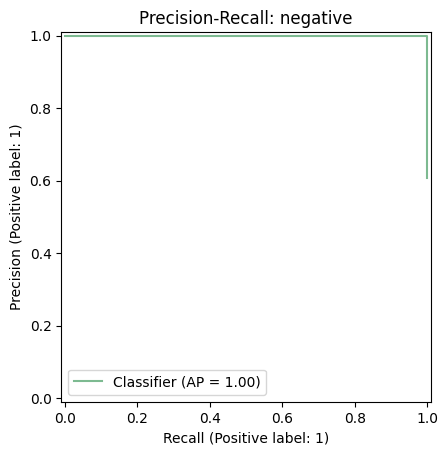 Precision-Recall: negative
1.0
0.8
0.6
0.4
0.2
0.0
Precision (Positive label: 1)
Classifier (AP = 1.00)
0.0 0.2 0.4 0.6 0.8 1.0
Recall (Positive label: 1)